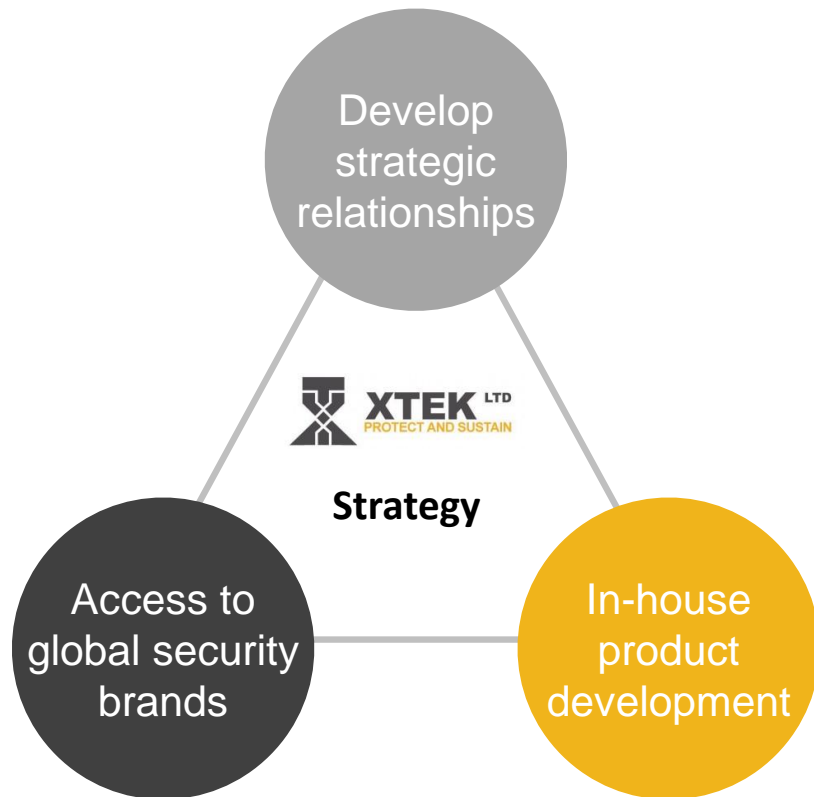 Develop
strategic
relationships
XTEK LTD
PROTECT AND SUSTAIN
Strategy
Access to
global security
brands
In-house
product
development